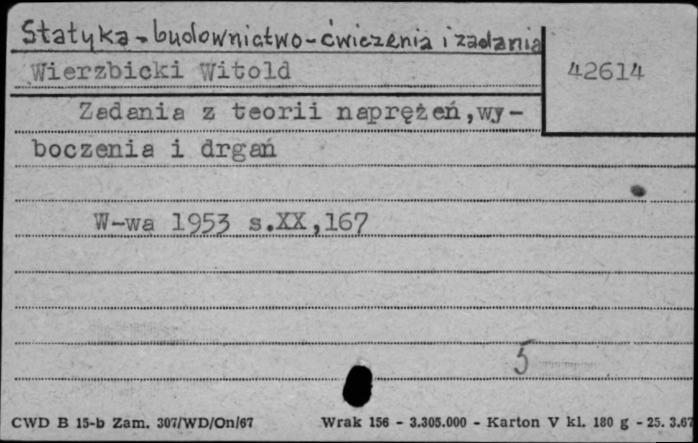 Statyka - budownictwo - ćwiczenia i zadania
Wierzbicki Witold
42614
Zadania z teorii naprężeń,wy-
boczenia i drgań
W-wa 1953 s.XX,167
5
CWD B 15-b Zam. 307/WD/On/67
Wrak 156 - 3.305.000 - Karton V kl. 180 g - 25. 3.67